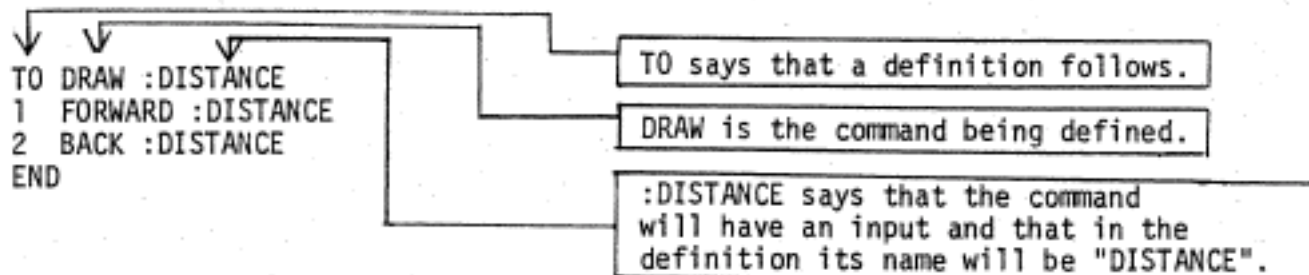 TO DRAW :DISTANCE
1 FORWARD :DISTANCE
2 BACK :DISTANCE
END
TO says that a definition follows.
DRAW is the command being defined.
:DISTANCE says that the command
will have an input and that in the
definition its name will be "DISTANCE".